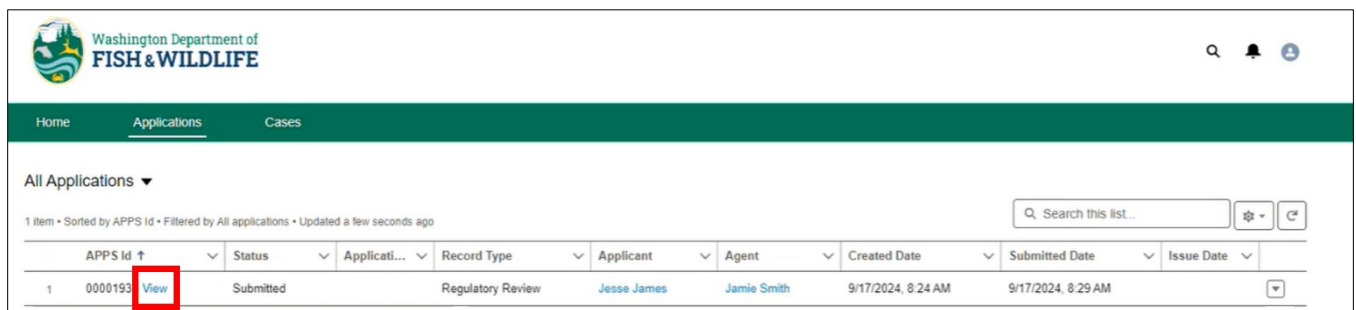 Washington Department of
FISH & WILDLIFE
Home Applications Cases
All Applications
1 item • Sorted by APPS Id • Filtered by All applications • Updated a few seconds ago
Search this list...
APPS Id Status Applicati... Record Type Applicant Agent Created Date Submitted Date Issue Date
1 0000193 View Submitted Regulatory Review Jesse James Jamie Smith 9/17/2024, 8:24 AM 9/17/2024, 8:29 AM